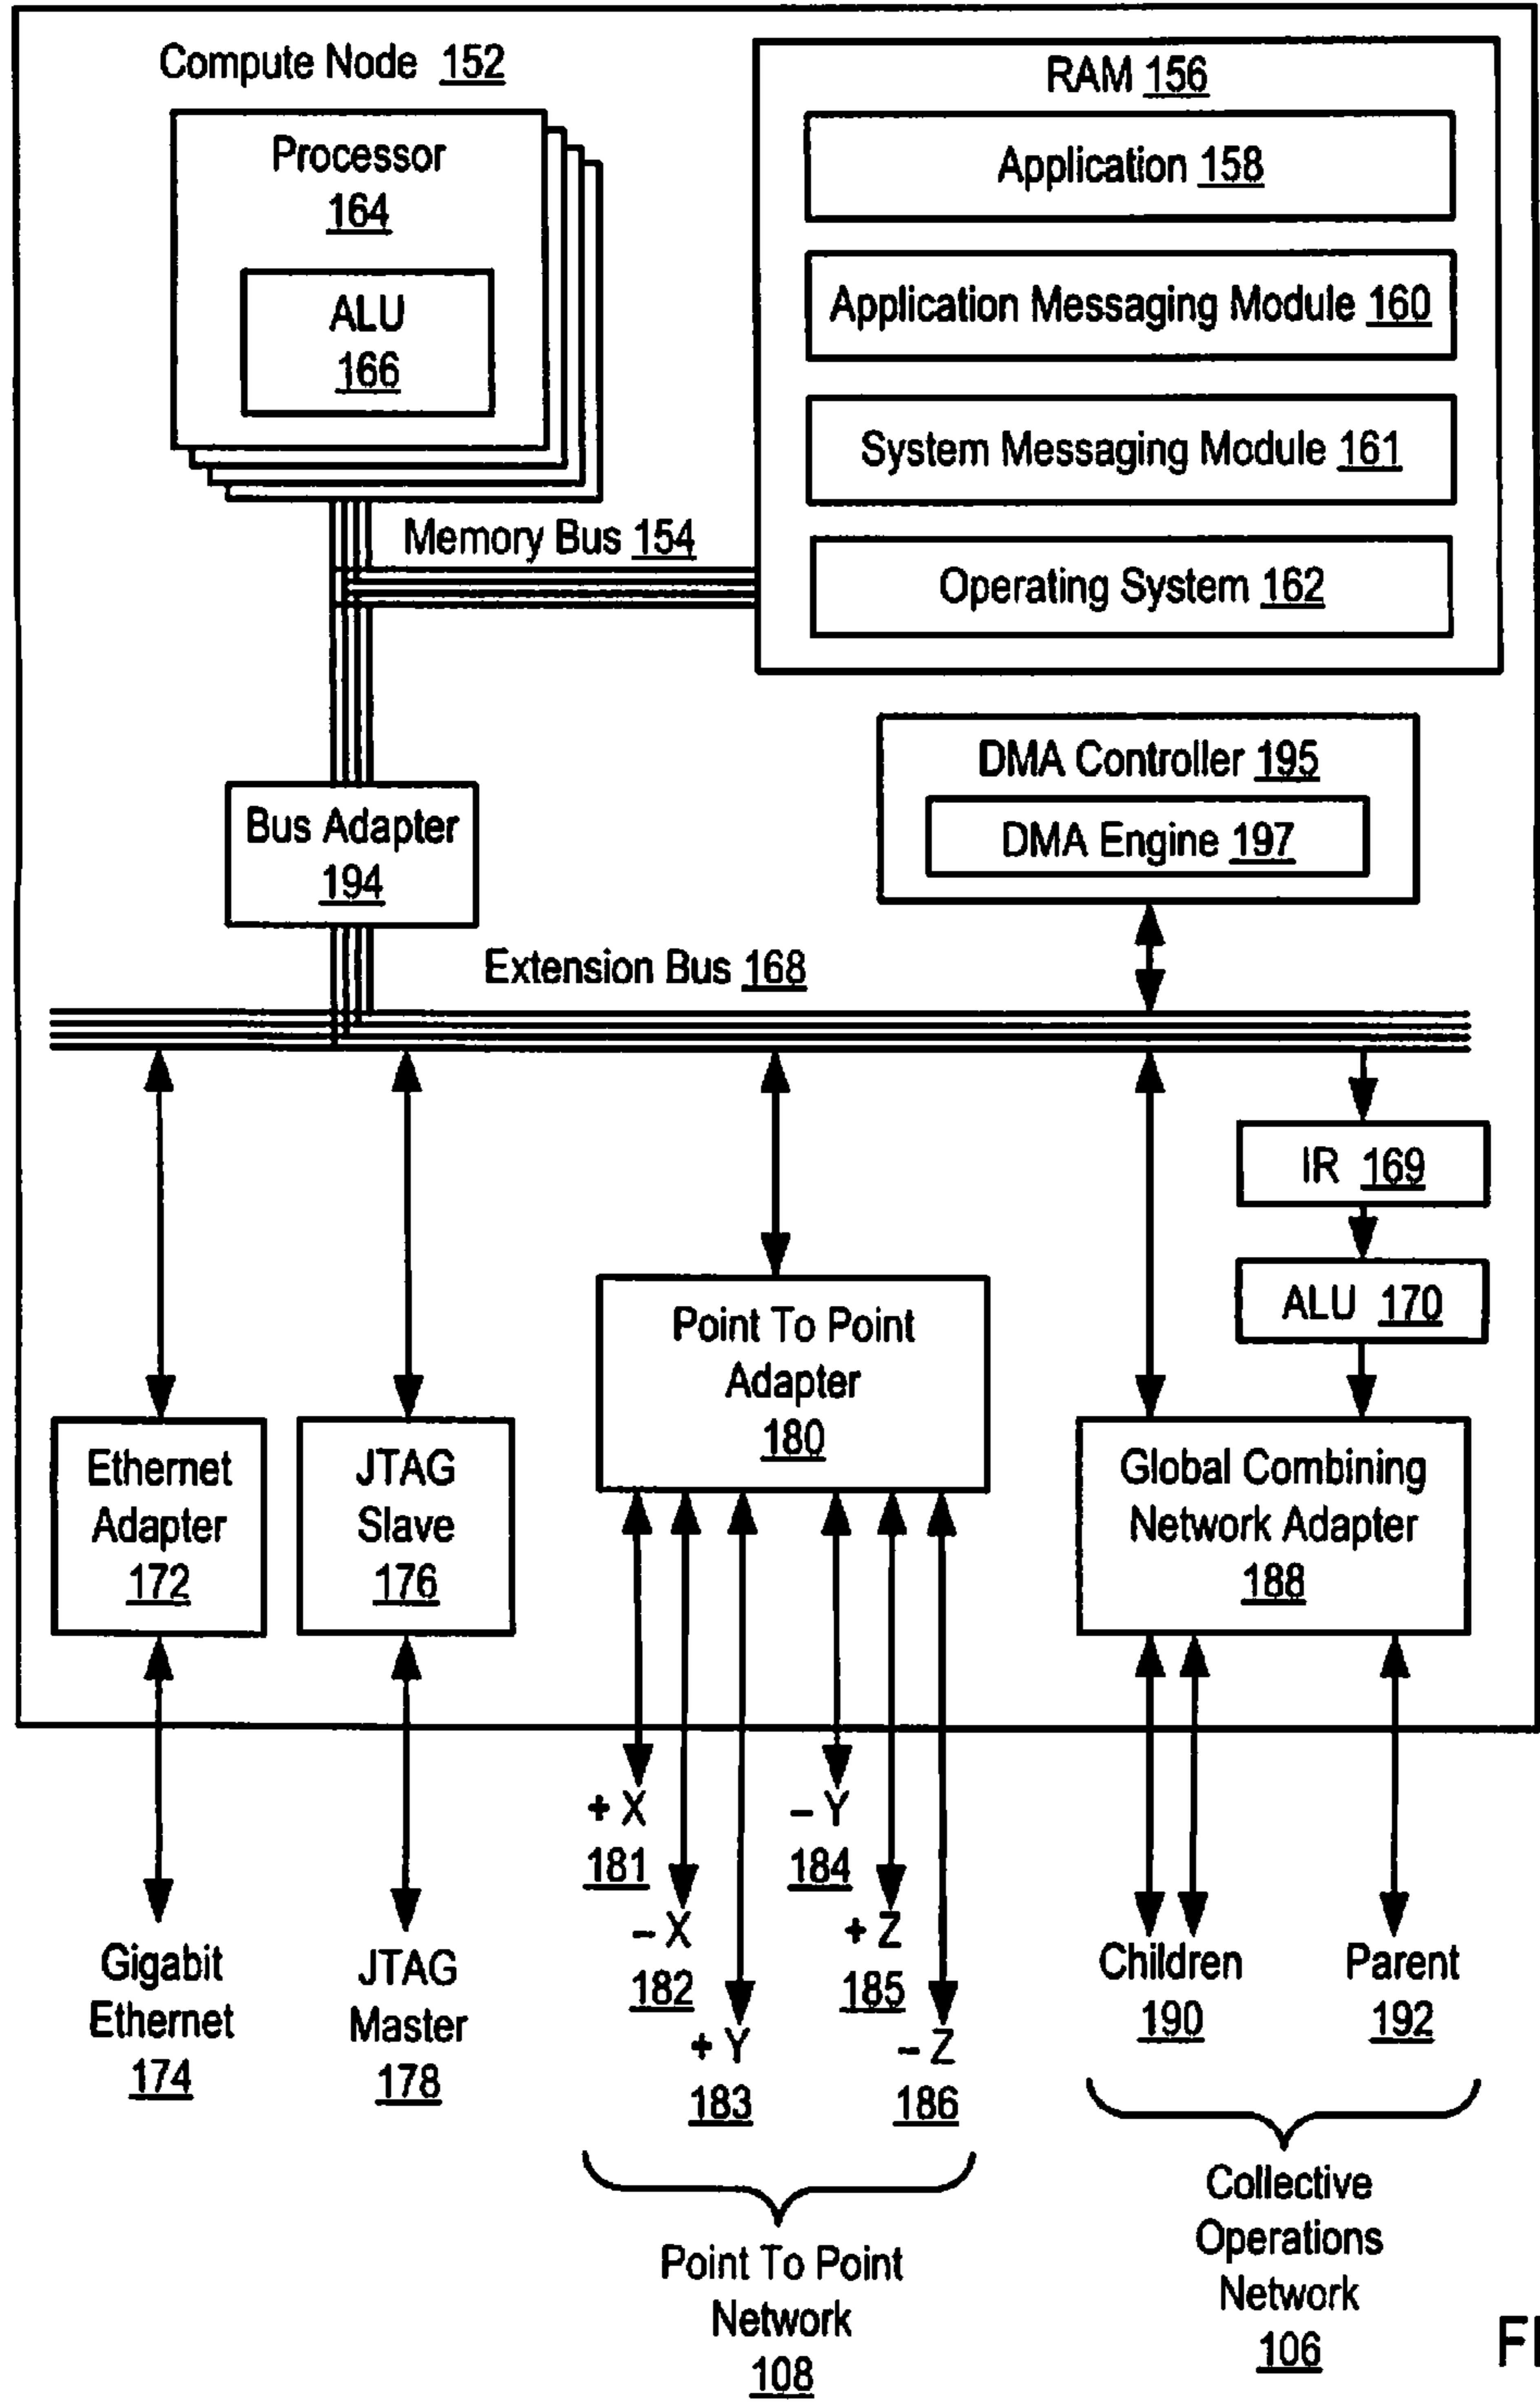 Compute Node 152
Processor
164
ALU
166
RAM 156
Application 158
Application Messaging Module 160
System Messaging Module 161
Operating System 162
Memory Bus 154
DMA Controller 195
DMA Engine 197
Bus Adapter
194
Extension Bus 168
IR 169
ALU 170
Point To Point
Adapter
180
Ethernet
Adapter
172
JTAG
Slave
176
Global Combining
Network Adapter
188
+ X
181
– X
182
+ Y
183
– Y
184
+ Z
185
– Z
186
Gigabit
Ethernet
174
JTAG
Master
178
Children
190
Parent
192
Point To Point
Network
108
Collective
Operations
Network
106